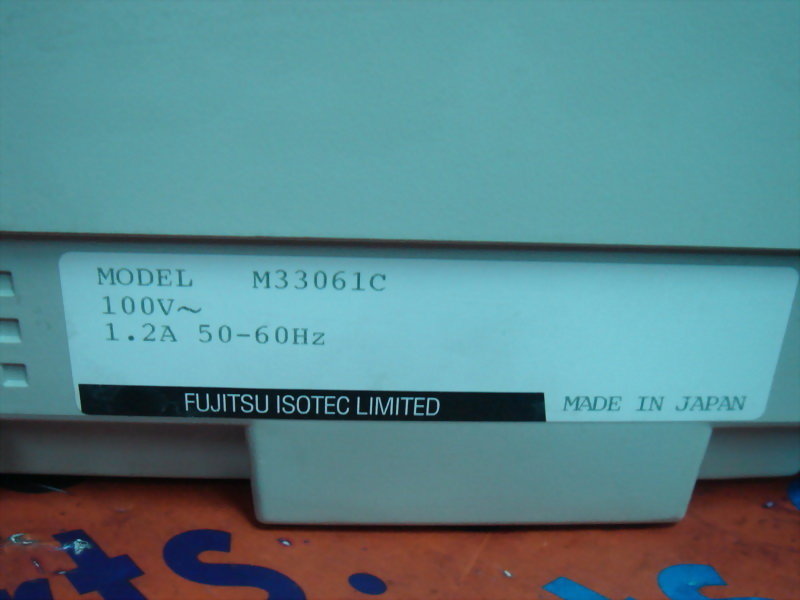 MODEL M33061C
100V~
1.2A 50-60Hz
FUJITSU ISOTEC LIMITED MADE IN JAPAN